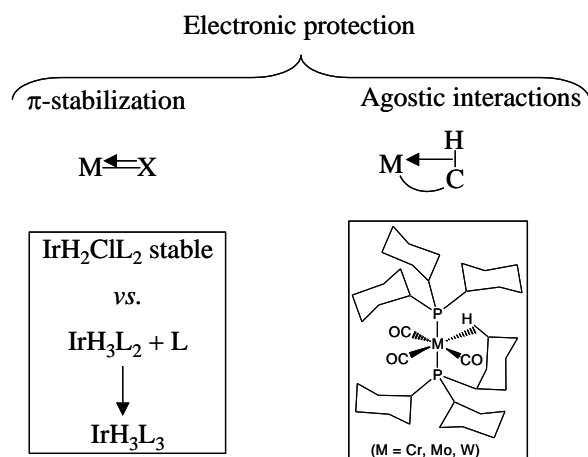 Electronic protection
π-stabilization
Agostic interactions
M X
H
M
C
IrH₂ClL₂ stable
vs.
IrH₃L₂ + L
IrH₃L₃
P
H
OC
M
OC
CO
P
(M = Cr, Mo, W)